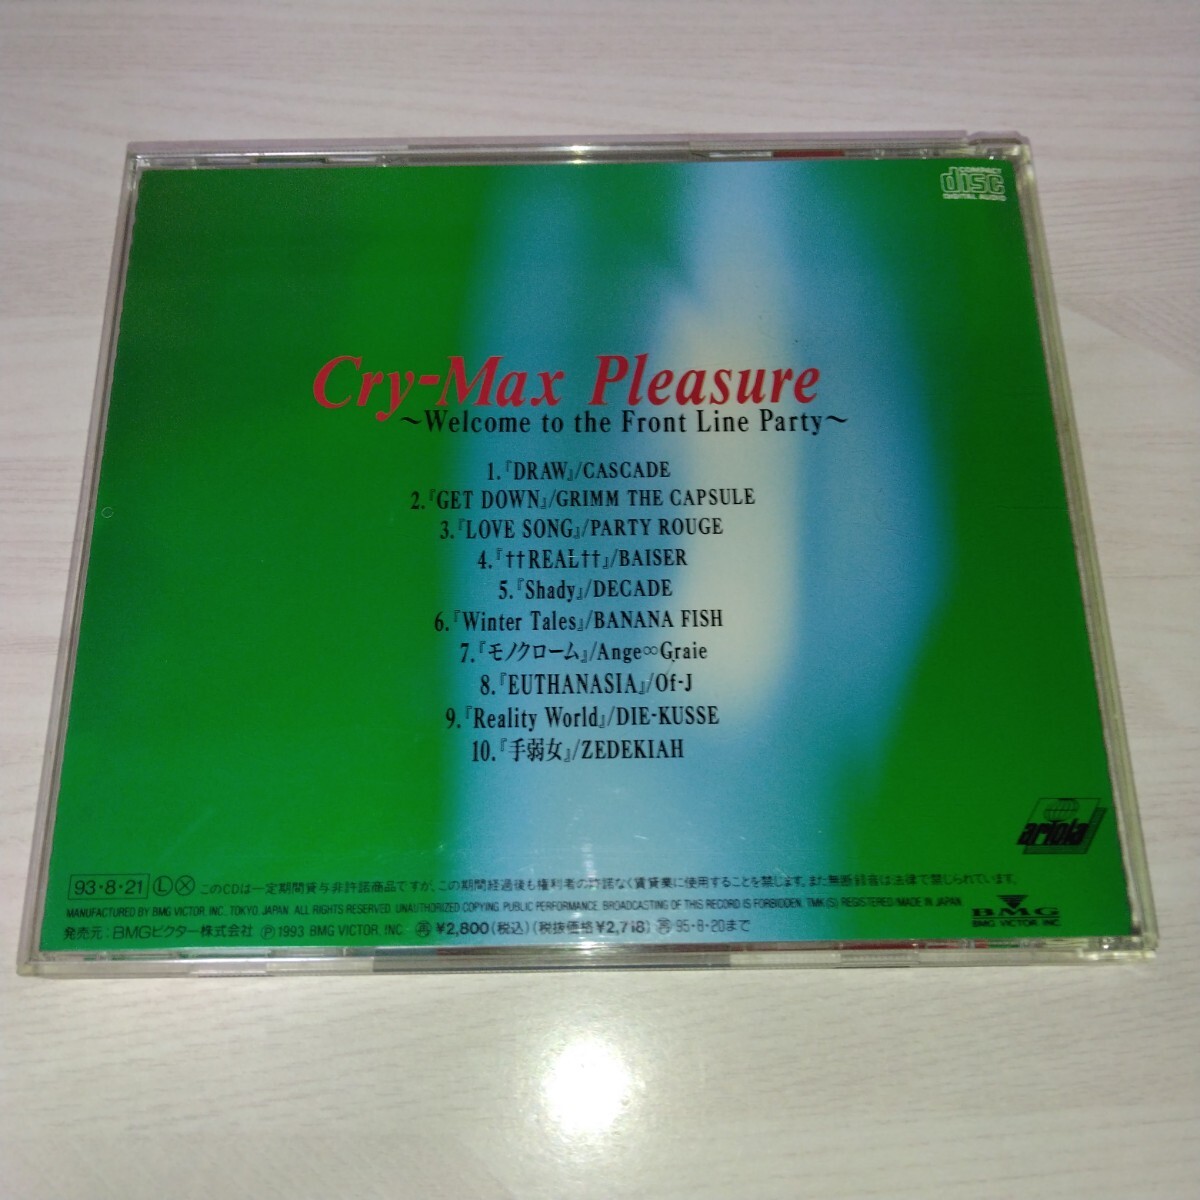 COMPACT
disc
DIGITAL AUDIO
Cry-Max Pleasure
〜Welcome to the Front Line Party〜
1.『DRAW』/CASCADE
2.『GET DOWN』/GRIMM THE CAPSULE
3.『LOVE SONG』/PARTY ROUGE
4.『††REAL††』/BAISER
5.『Shady』/DECADE
6.『Winter Tales』/BANANA FISH
7.『モノクローム』/Ange∞Graie
8.『EUTHANASIA』/Of-J
9.『Reality World』/DIE-KUSSE
10.『手弱女』/ZEDEKIAH
ariola
93・8・21 Ⓛ Ⓧ このCDは一定期間貸与非許諾商品ですが、この期間経過後も権利者の許諾なく賃貸業に使用することを禁じます。また無断録音は法律で禁じられています。
MANUFACTURED BY BMG VICTOR, INC. TOKYO, JAPAN. ALL RIGHTS RESERVED. UNAUTHORIZED COPYING, PUBLIC PERFORMANCE, BROADCASTING OF THIS RECORD IS FORBIDDEN. TMK(S) REGISTERED/MADE IN JAPAN
発売元:BMGビクター株式会社 Ⓟ1993 BMG VICTOR, INC. ㊢ ¥2,800(税込)(税抜価格¥2,718) ㊢ 95・8・20まで
BMG
BMG VICTOR INC